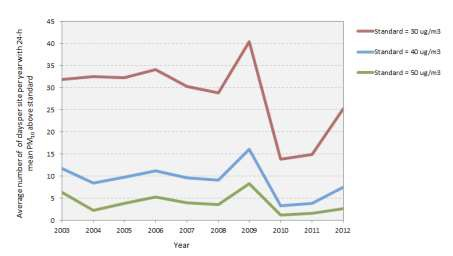 Average number of of days per site per year with 24-h
mean PM10 above standard
45
40
35
30
25
20
15
10
5
0
2003 2004 2005 2006 2007 2008 2009 2010 2011 2012
Year
Standard = 30 ug/m3
Standard = 40 ug/m3
Standard = 50 ug/m3